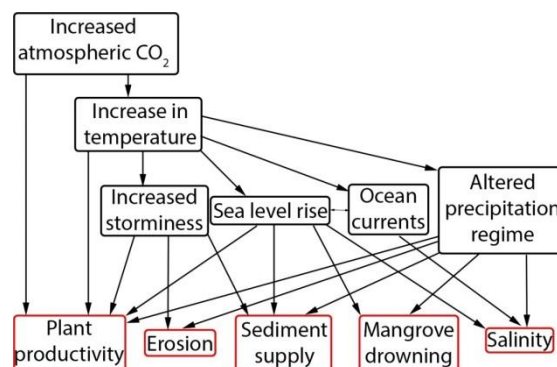 Increased
atmospheric CO₂
Increase in
temperature
Increased
storminess
Sea level rise
Ocean
currents
Altered
precipitation
regime
Plant
productivity
Erosion
Sediment
supply
Mangrove
drowning
Salinity